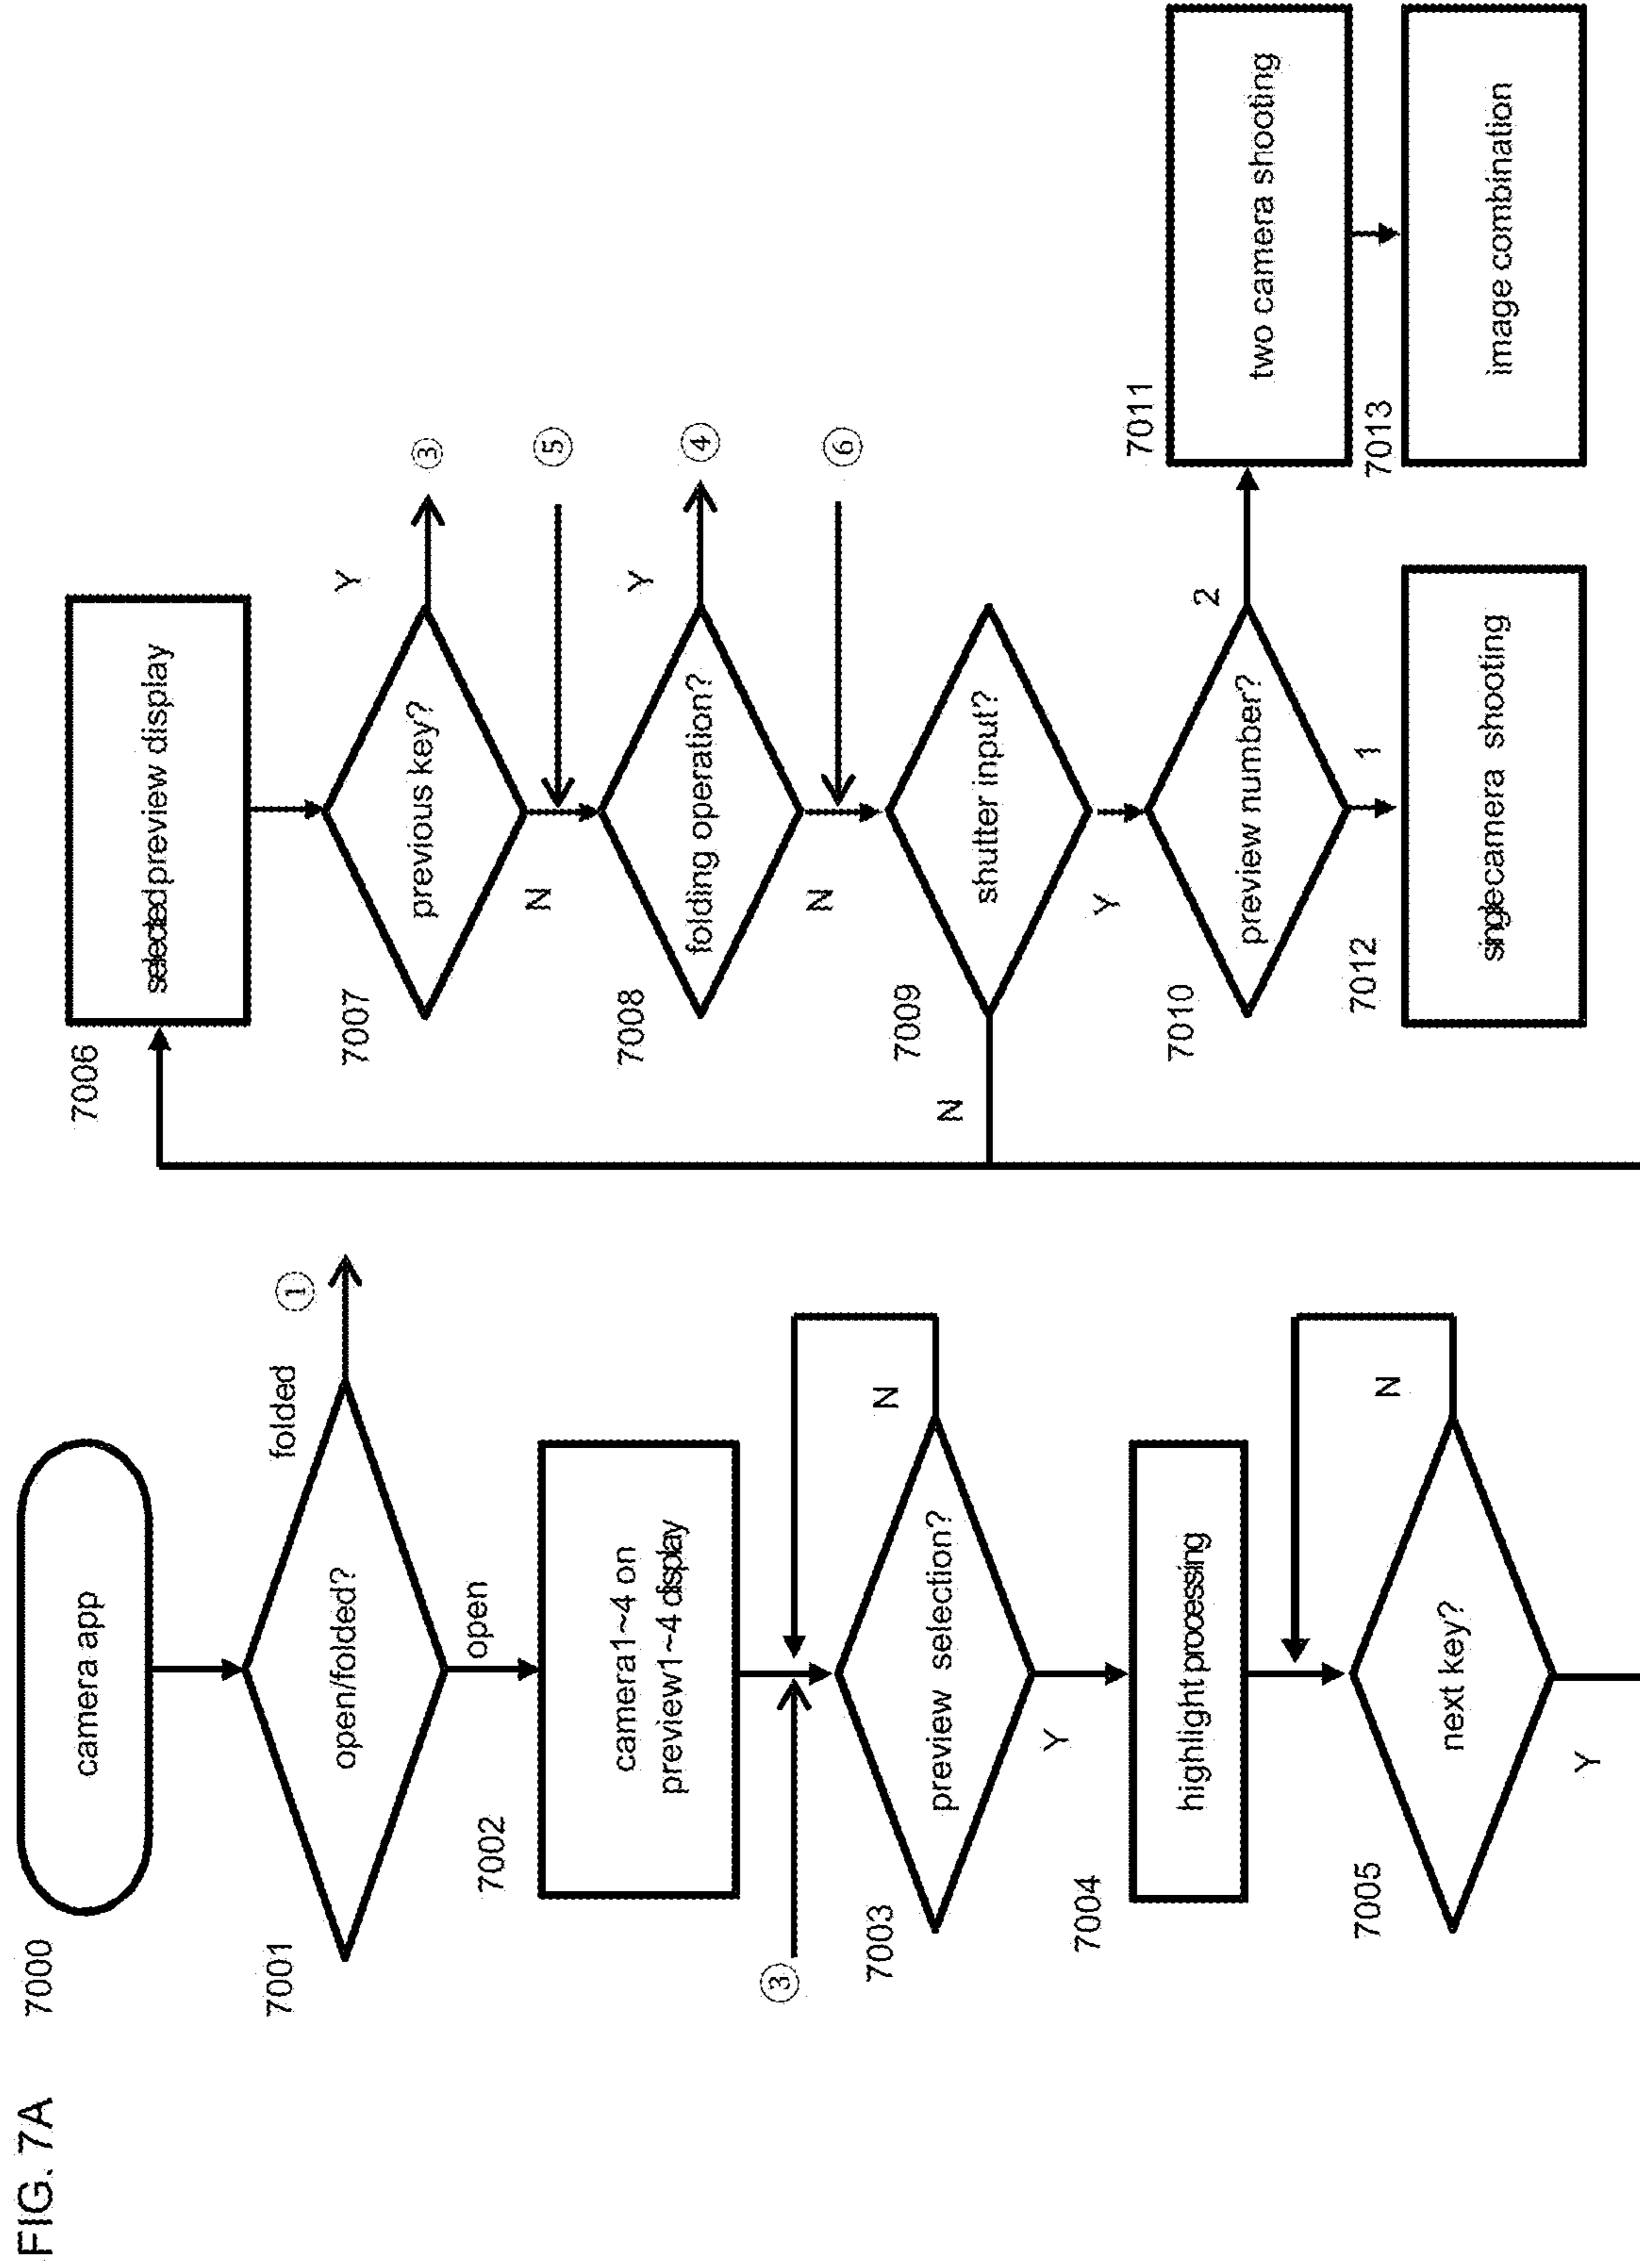 FIG. 7A
7000
camera app
7001
open/folded?
folded
①
open
7002
camera1~4 on
preview1~4 display
③
7003
preview selection?
N
Y
7004
highlight processing
7005
next key?
N
Y
7006
selected preview display
7007
previous key?
Y
③
N
⑤
7008
folding operation?
Y
④
N
⑥
7009
shutter input?
N
Y
7010
preview number?
2
1
7011
two camera shooting
7012
single camera shooting
7013
image combination